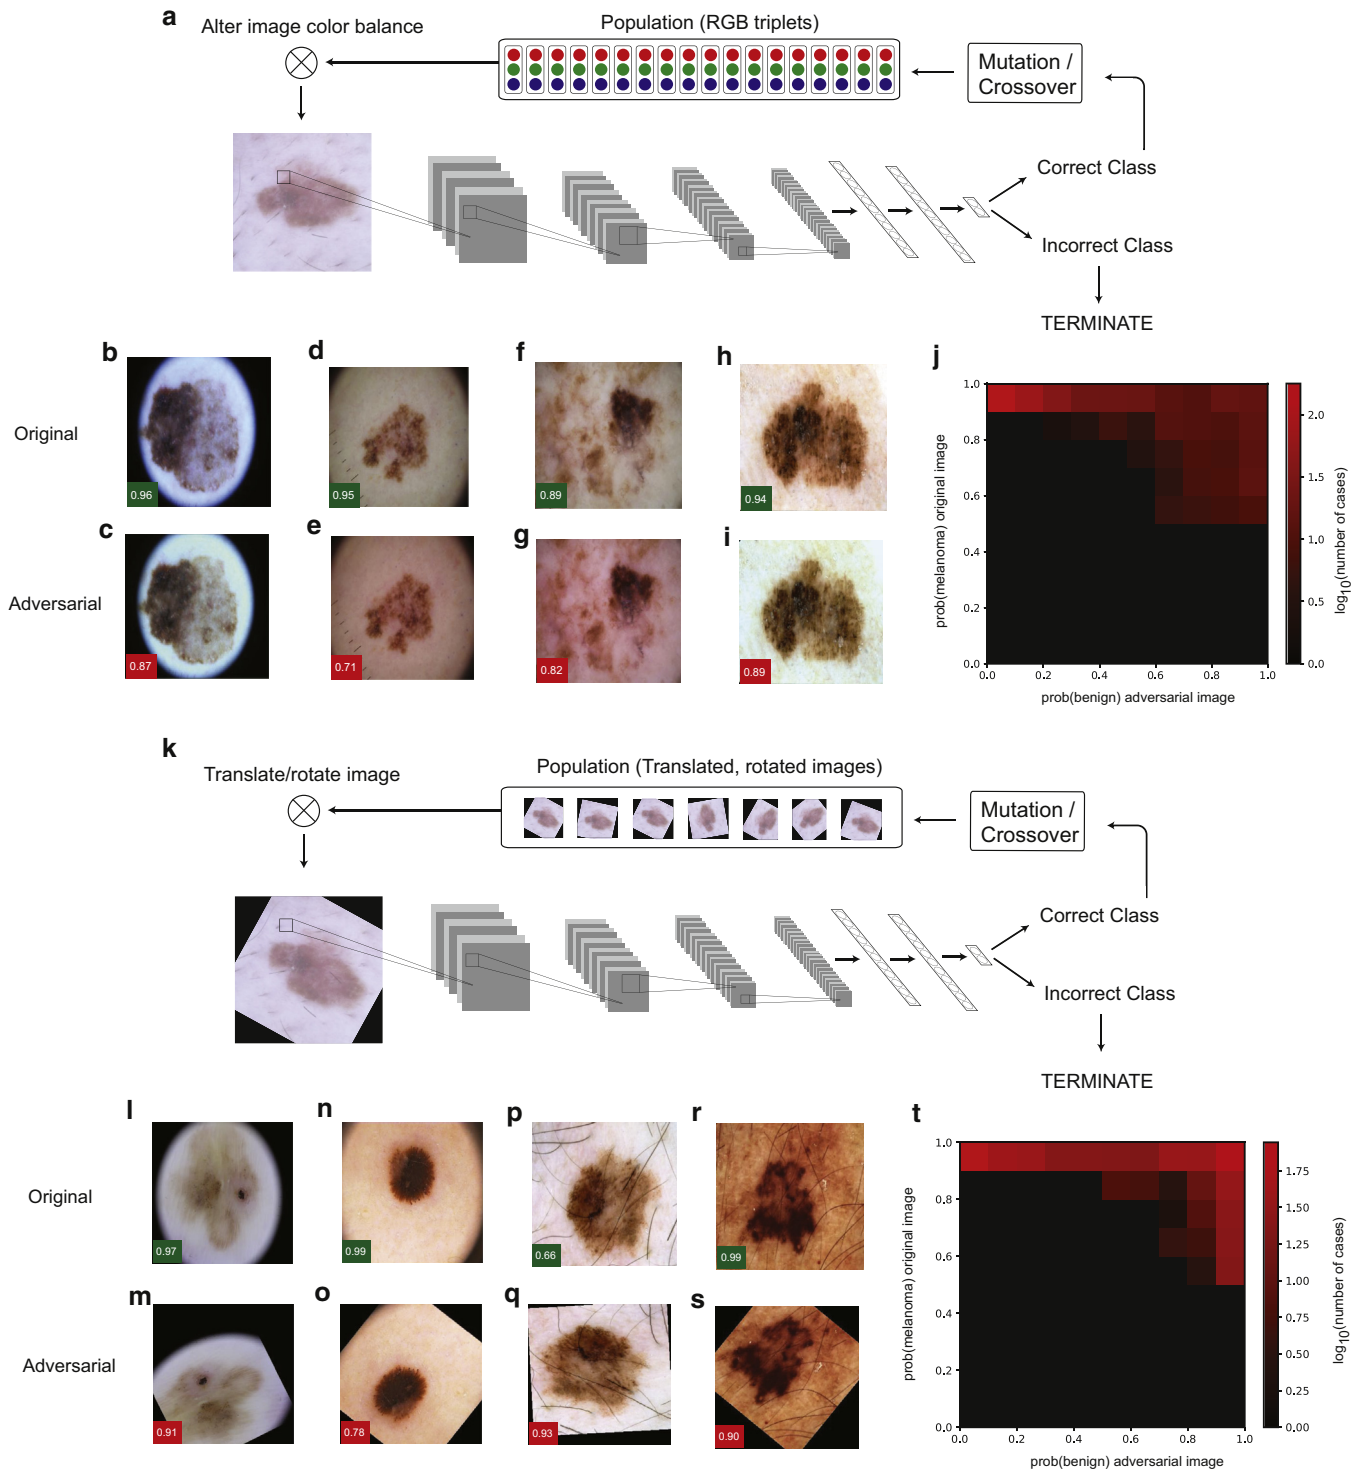 a
Alter image color balance
Population (RGB triplets)
Mutation /
Crossover
Correct Class
Incorrect Class
TERMINATE
b
d
f
h
j
Original
0.96
0.95
0.89
0.94
c
e
g
i
Adversarial
0.87
0.71
0.82
0.89
prob(melanoma) original image
1.0
0.8
0.6
0.4
0.2
0.0
0.0
0.2
0.4
0.6
0.8
1.0
prob(benign) adversarial image
2.0
1.5
1.0
0.5
0.0
log10(number of cases)
k
Translate/rotate image
Population (Translated, rotated images)
Mutation /
Crossover
Correct Class
Incorrect Class
TERMINATE
l
n
p
r
t
Original
0.97
0.99
0.66
0.99
m
o
q
s
Adversarial
0.91
0.78
0.93
0.90
prob(melanoma) original image
1.0
0.8
0.6
0.4
0.2
0.0
0.0
0.2
0.4
0.6
0.8
1.0
prob(benign) adversarial image
1.75
1.50
1.25
1.00
0.75
0.50
0.25
0.00
log10(number of cases)